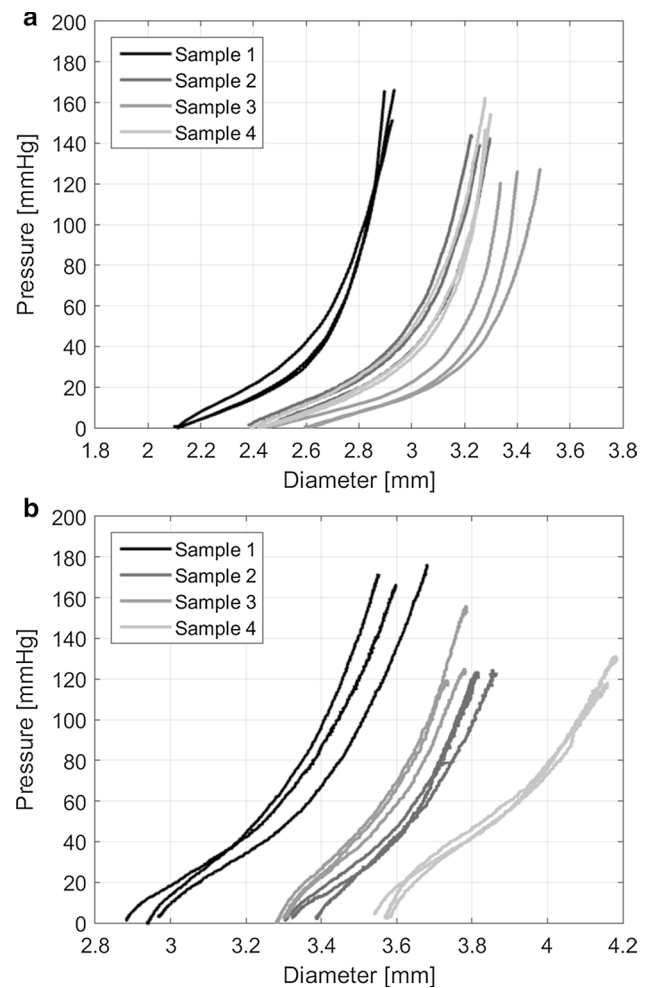 a
200
180
160
140
120
100
80
60
40
20
0
Pressure [mmHg]
Sample 1
Sample 2
Sample 3
Sample 4
1.8 2 2.2 2.4 2.6 2.8 3 3.2 3.4 3.6 3.8
Diameter [mm]
b
200
180
160
140
120
100
80
60
40
20
0
Pressure [mmHg]
Sample 1
Sample 2
Sample 3
Sample 4
2.8 3 3.2 3.4 3.6 3.8 4 4.2
Diameter [mm]